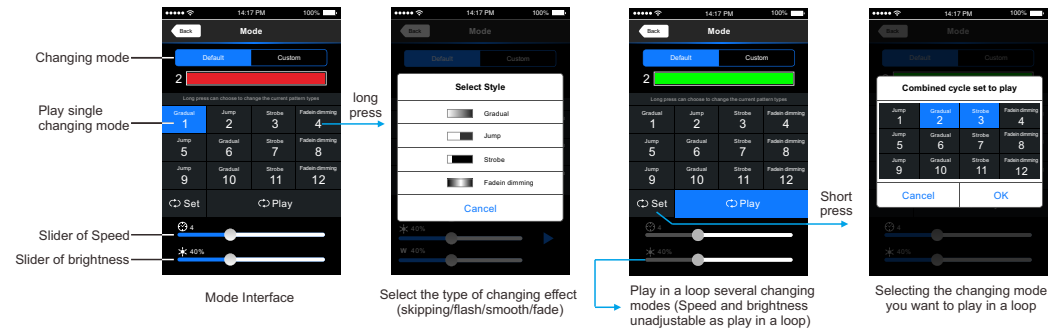 14:17 PM
100%
Back
Mode
Default
Custom
2
Long press can choose to change the current pattern types
Gradual
1
Jump
2
Strobe
3
Fadein dimming
4
Jump
5
Gradual
6
Strobe
7
Fadein dimming
8
Jump
9
Gradual
10
Strobe
11
Fadein dimming
12
Set
Play
4
40%
Changing mode
Play single
changing mode
Slider of Speed
Slider of brightness
Mode Interface
long
press
14:17 PM
100%
Back
Mode
Default
Custom
Select Style
Gradual
Jump
Strobe
Fadein dimming
Cancel
40%
W 40%
Select the type of changing effect
(skipping/flash/smooth/fade)
14:17 PM
100%
Back
Mode
Default
Custom
2
Long press can choose to change the current pattern types
Gradual
1
Jump
2
Strobe
3
Fadein dimming
4
Jump
5
Gradual
6
Strobe
7
Fadein dimming
8
Jump
9
Gradual
10
Strobe
11
Fadein dimming
12
Set
Play
4
40%
Play in a loop several changing
modes (Speed and brightness
unadjustable as play in a loop)
Short
press
14:17 PM
100%
Back
Mode
Default
Custom
Combined cycle set to play
Jump
1
Gradual
2
Strobe
3
Fadein dimming
4
Jump
5
Gradual
6
Strobe
7
Fadein dimming
8
Jump
9
Gradual
10
Strobe
11
Fadein dimming
12
Cancel
OK
Set
Play
4
40%
Selecting the changing mode
you want to play in a loop